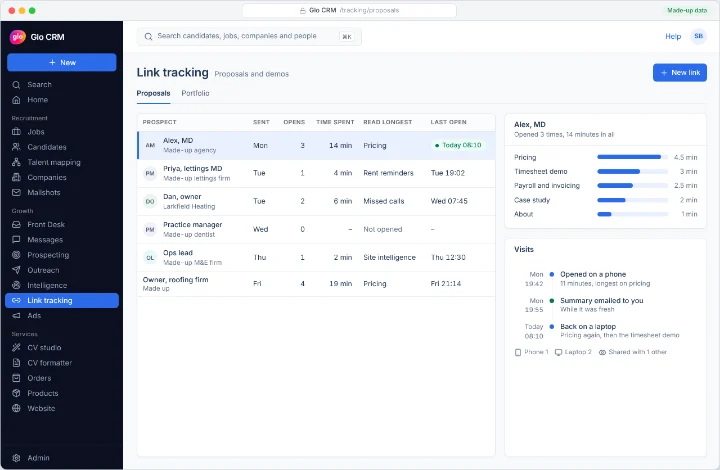 Glo CRM /tracking/proposals
Made-up data
glo Glo CRM
+ New
Search
Home
Recruitment
Jobs
Candidates
Talent mapping
Companies
Mailshots
Growth
Front Desk
Messages
Prospecting
Outreach
Intelligence
Link tracking
Ads
Services
CV studio
CV formatter
Orders
Products
Website
Admin
Search candidates, jobs, companies and people ⌘K
Help SB
Link tracking Proposals and demos
+ New link
Proposals Portfolio
PROSPECT SENT OPENS TIME SPENT READ LONGEST LAST OPEN
AM Alex, MD Mon 3 14 min Pricing Today 08:10
Made-up agency
PM Priya, lettings MD Tue 1 4 min Rent reminders Tue 19:02
Made-up lettings firm
DO Dan, owner Tue 2 6 min Missed calls Wed 07:45
Larkfield Heating
PM Practice manager Wed 0 – Not opened –
Made-up dentist
OL Ops lead Thu 1 2 min Site intelligence Thu 12:30
Made-up M&E firm
Owner, roofing firm Fri 4 19 min Pricing Fri 21:14
Made up
Alex, MD
Opened 3 times, 14 minutes in all
Pricing 4.5 min
Timesheet demo 3 min
Payroll and invoicing 2.5 min
Case study 2 min
About 1 min
Visits
Mon 19:42 Opened on a phone
11 minutes, longest on pricing
Mon 19:55 Summary emailed to you
While it was fresh
Today 08:10 Back on a laptop
Pricing again, then the timesheet demo
Phone 1 Laptop 2 Shared with 1 other